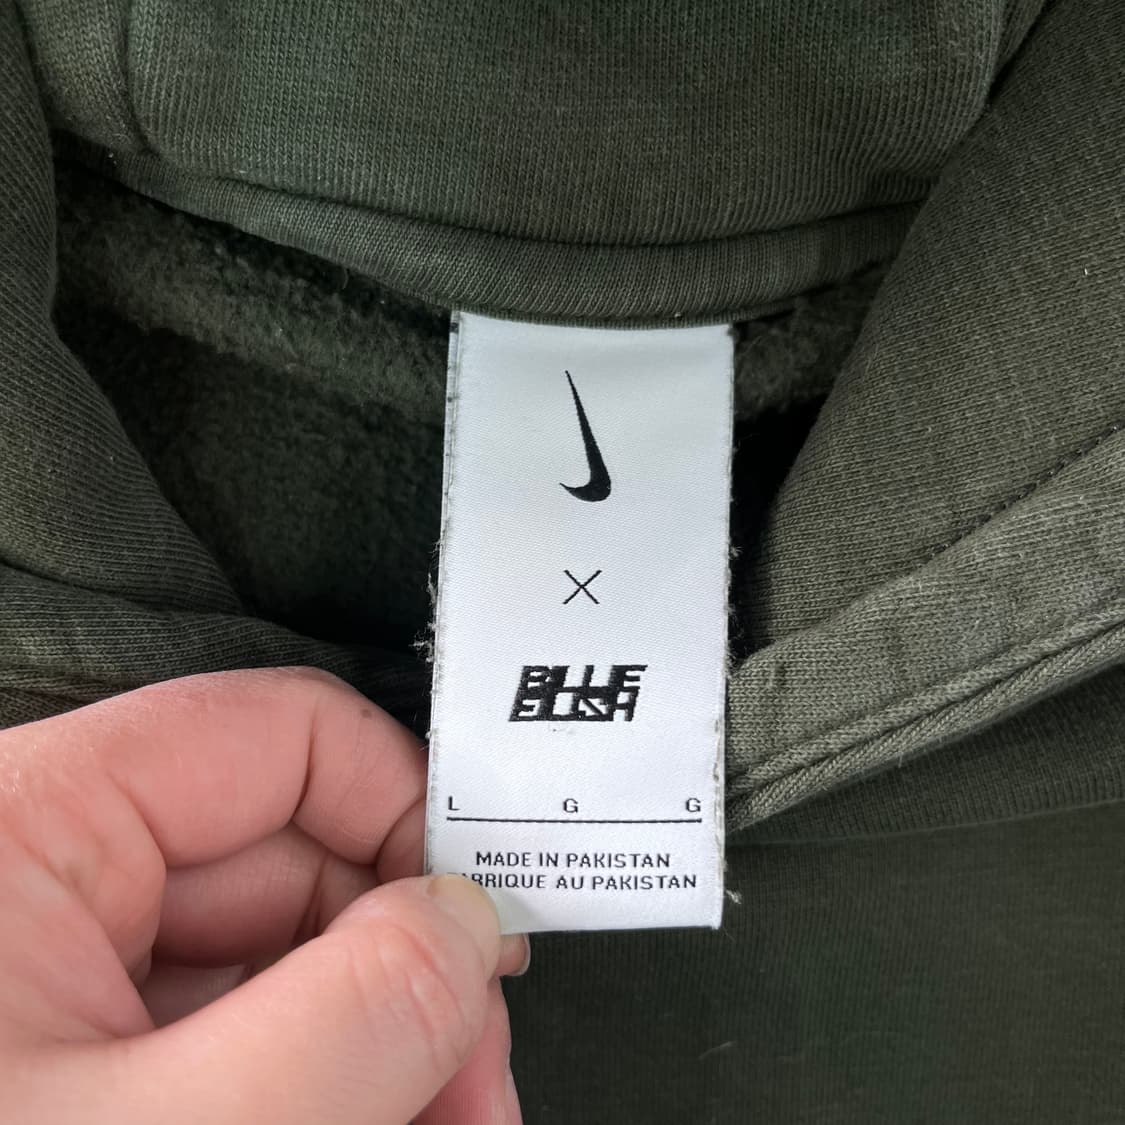 ×
BILLIE
EILISH
L G G
MADE IN PAKISTAN
FABRIQUE AU PAKISTAN